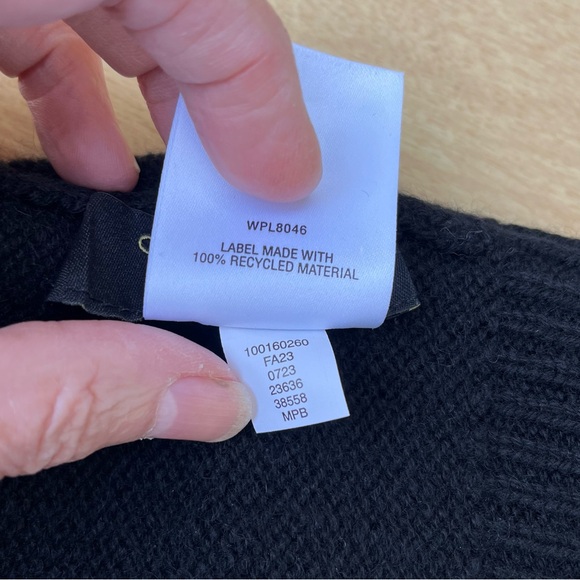 WPL8046
LABEL MADE WITH
100% RECYCLED MATERIAL
100160260
FA23
0723
23636
38558
MPB